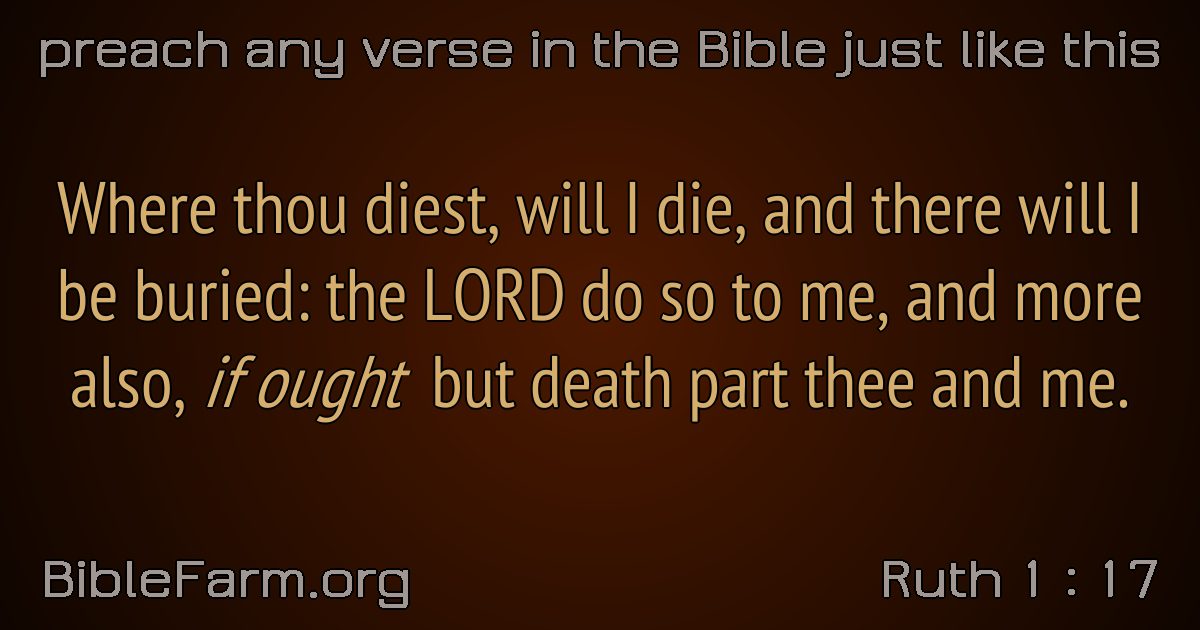 preach any verse in the Bible just like this
Where thou diest, will I die, and there will I
be buried: the LORD do so to me, and more
also, if ought but death part thee and me.
BibleFarm.org
Ruth 1 : 17